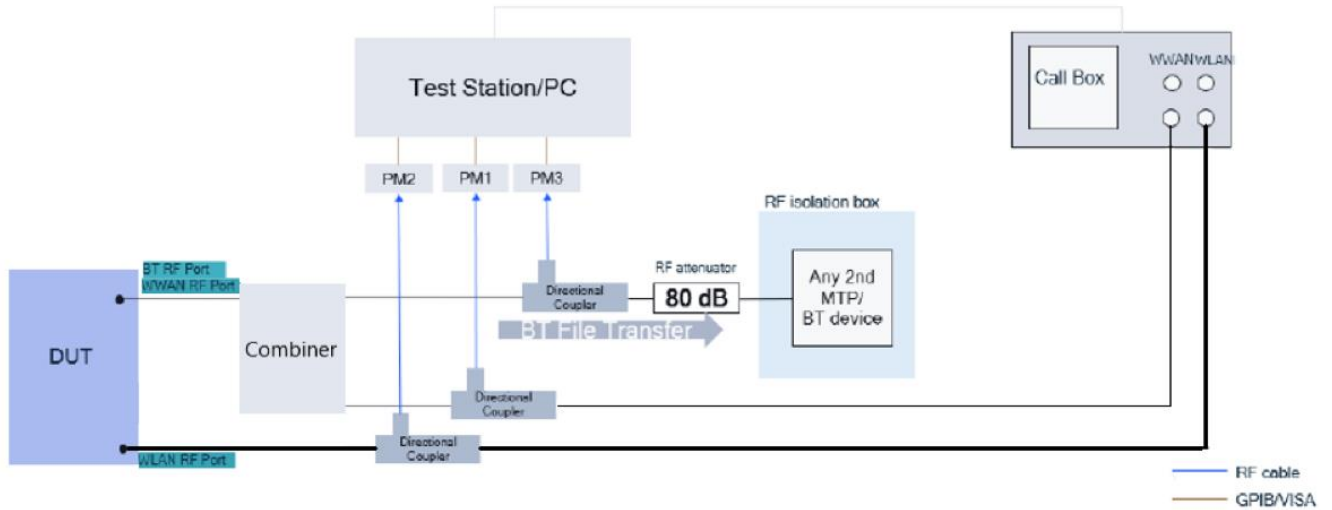 Test Station/PC
Call Box
WWAN WLAN
PM2
PM1
PM3
RF isolation box
BT RF Port
WWAN RF Port
RF attenuator
Directional
Coupler
80 dB
Any 2nd
MTP/
BT device
BT File Transfer
DUT
Combiner
Directional
Coupler
Directional
Coupler
WLAN RF Port
RF cable
GPIB/VISA